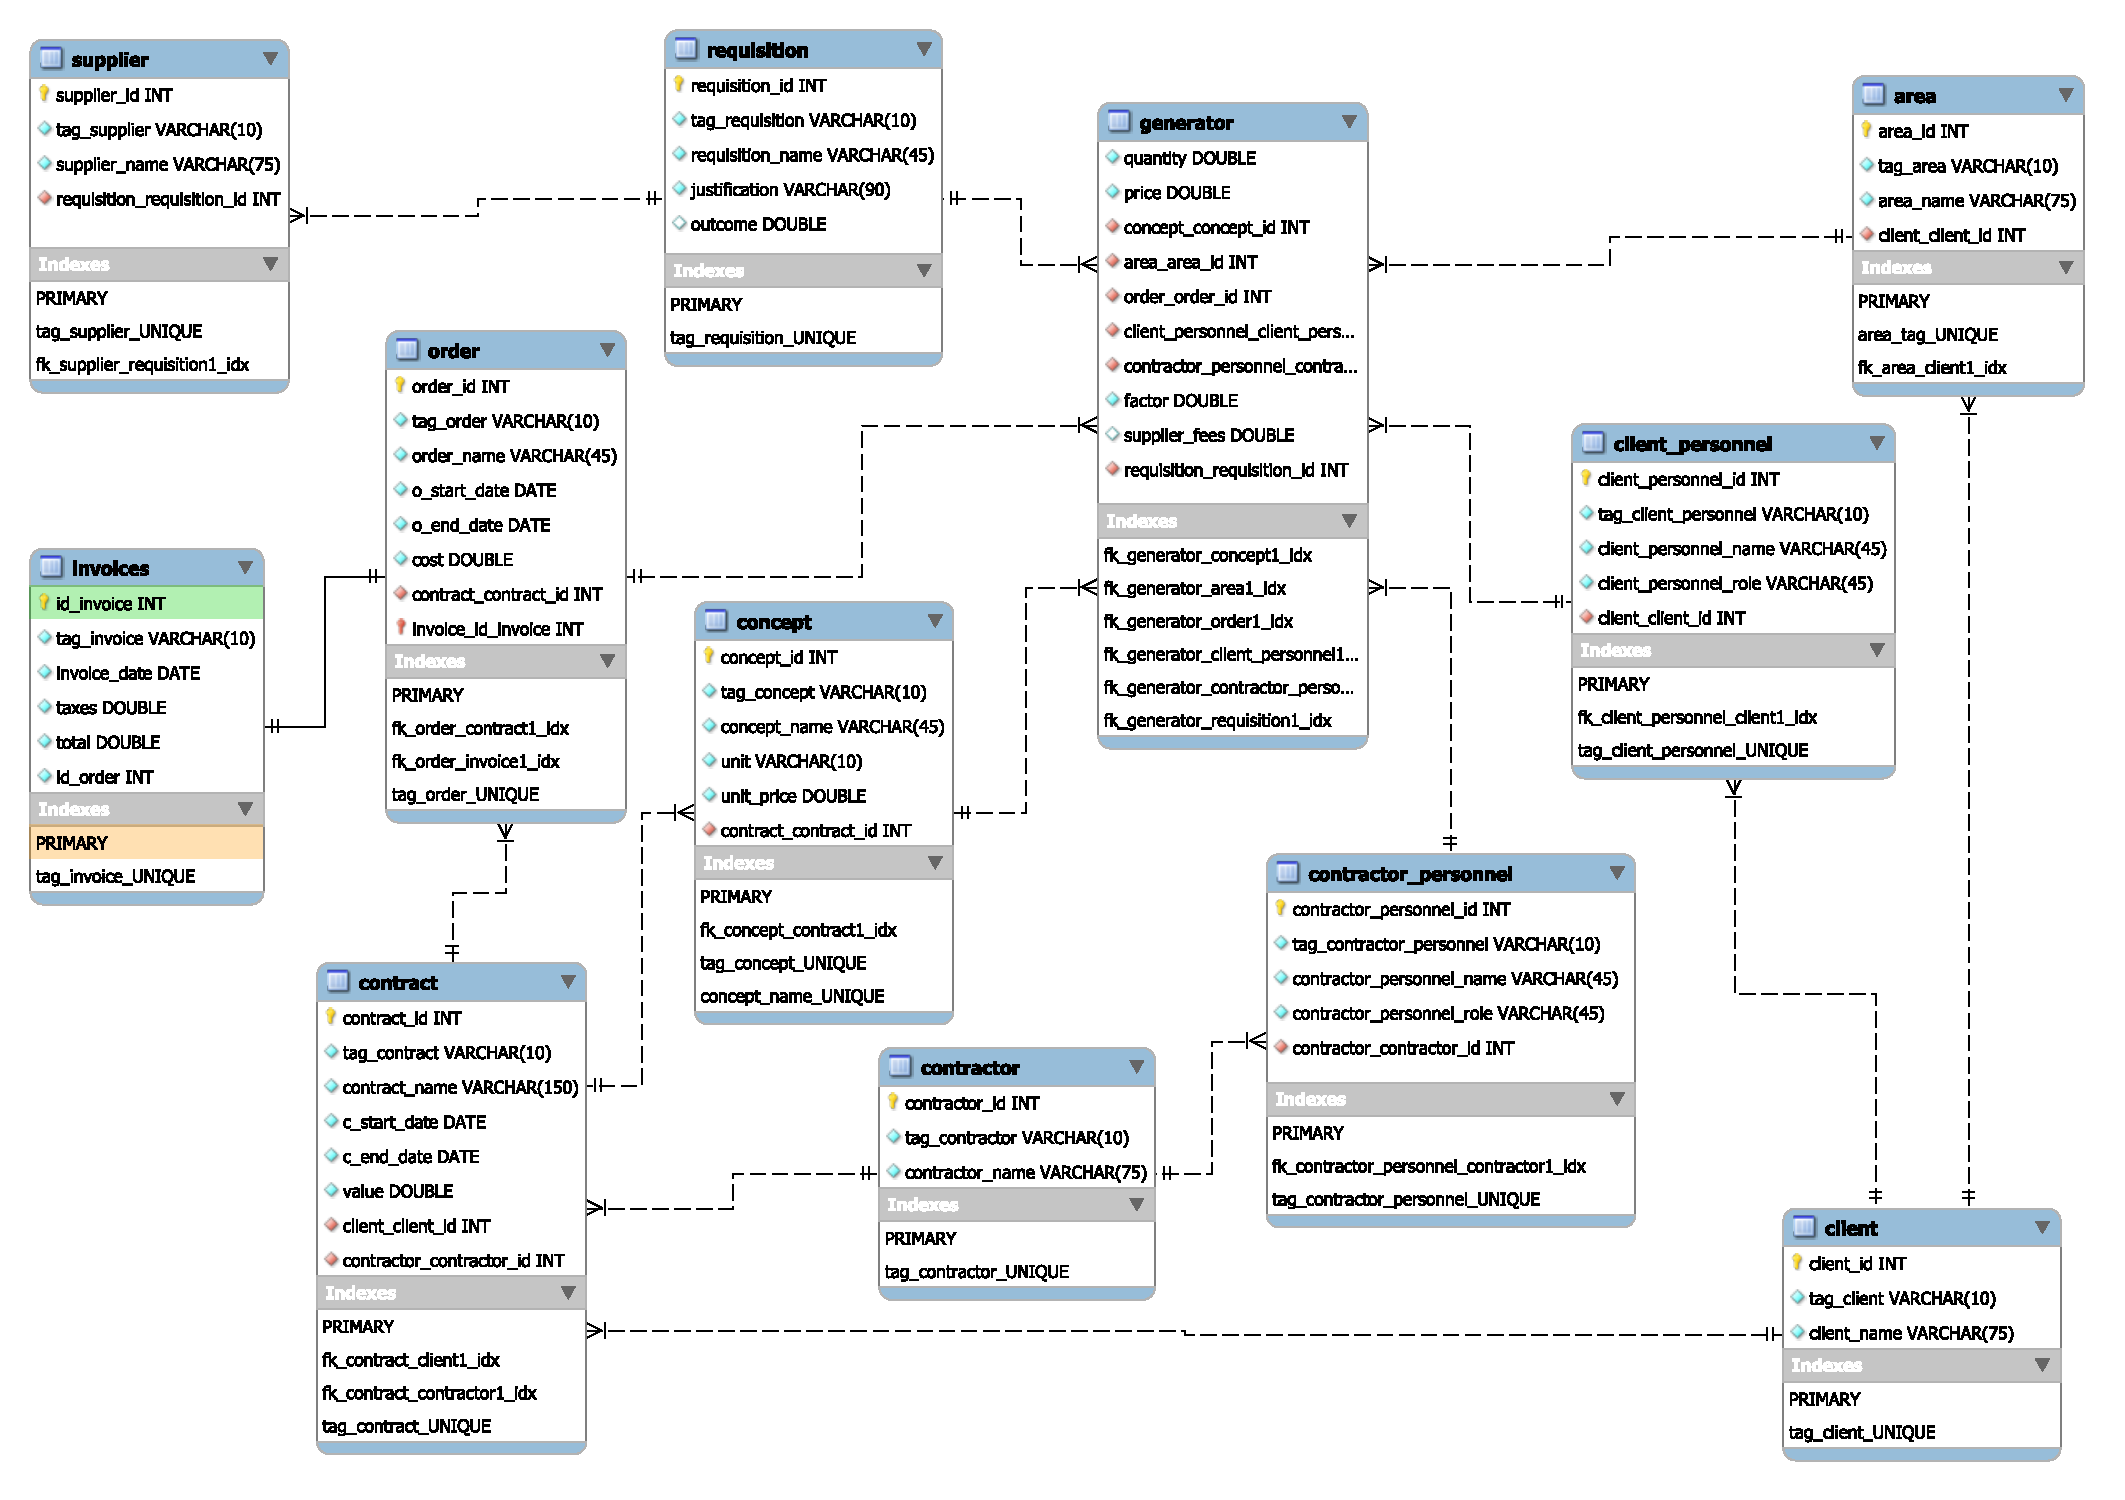 supplier
supplier_id INT
tag_supplier VARCHAR(10)
supplier_name VARCHAR(75)
requisition_requisition_id INT
Indexes
PRIMARY
tag_supplier_UNIQUE
fk_supplier_requisition1_idx
requisition
requisition_id INT
tag_requisition VARCHAR(10)
requisition_name VARCHAR(45)
justification VARCHAR(90)
outcome DOUBLE
Indexes
PRIMARY
tag_requisition_UNIQUE
generator
quantity DOUBLE
price DOUBLE
concept_concept_id INT
area_area_id INT
order_order_id INT
client_personnel_client_pers...
contractor_personnel_contra...
factor DOUBLE
supplier_fees DOUBLE
requisition_requisition_id INT
Indexes
fk_generator_concept1_idx
fk_generator_area1_idx
fk_generator_order1_idx
fk_generator_client_personnel1...
fk_generator_contractor_perso...
fk_generator_requisition1_idx
area
area_id INT
tag_area VARCHAR(10)
area_name VARCHAR(75)
client_client_id INT
Indexes
PRIMARY
area_tag_UNIQUE
fk_area_client1_idx
order
order_id INT
tag_order VARCHAR(10)
order_name VARCHAR(45)
o_start_date DATE
o_end_date DATE
cost DOUBLE
contract_contract_id INT
invoice_id_invoice INT
Indexes
PRIMARY
fk_order_contract1_idx
fk_order_invoice1_idx
tag_order_UNIQUE
client_personnel
client_personnel_id INT
tag_client_personnel VARCHAR(10)
client_personnel_name VARCHAR(45)
client_personnel_role VARCHAR(45)
client_client_id INT
Indexes
PRIMARY
fk_client_personnel_client1_idx
tag_client_personnel_UNIQUE
invoices
id_invoice INT
tag_invoice VARCHAR(10)
invoice_date DATE
taxes DOUBLE
total DOUBLE
id_order INT
Indexes
PRIMARY
tag_invoice_UNIQUE
concept
concept_id INT
tag_concept VARCHAR(10)
concept_name VARCHAR(45)
unit VARCHAR(10)
unit_price DOUBLE
contract_contract_id INT
Indexes
PRIMARY
fk_concept_contract1_idx
tag_concept_UNIQUE
concept_name_UNIQUE
contractor_personnel
contractor_personnel_id INT
tag_contractor_personnel VARCHAR(10)
contractor_personnel_name VARCHAR(45)
contractor_personnel_role VARCHAR(45)
contractor_contractor_id INT
Indexes
PRIMARY
fk_contractor_personnel_contractor1_idx
tag_contractor_personnel_UNIQUE
contract
contract_id INT
tag_contract VARCHAR(10)
contract_name VARCHAR(150)
c_start_date DATE
c_end_date DATE
value DOUBLE
client_client_id INT
contractor_contractor_id INT
Indexes
PRIMARY
fk_contract_client1_idx
fk_contract_contractor1_idx
tag_contract_UNIQUE
contractor
contractor_id INT
tag_contractor VARCHAR(10)
contractor_name VARCHAR(75)
Indexes
PRIMARY
tag_contractor_UNIQUE
client
client_id INT
tag_client VARCHAR(10)
client_name VARCHAR(75)
Indexes
PRIMARY
tag_client_UNIQUE